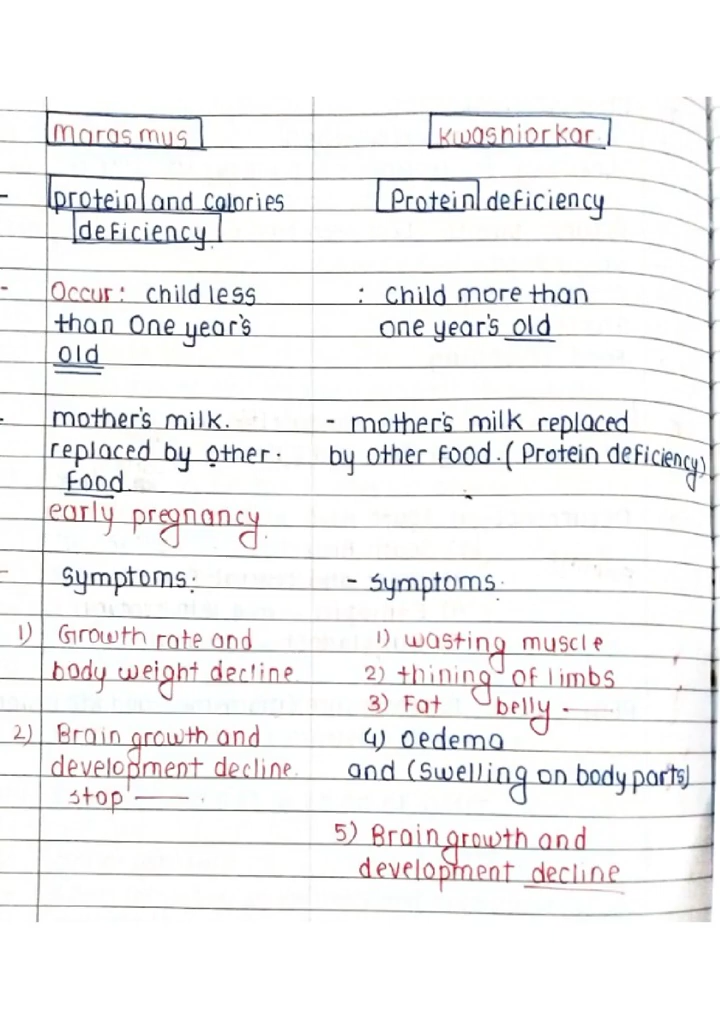 Marasmus
Kwashiorkar
protein and Calories
deficiency
Protein deficiency
Occur: child less
than One year's
old
: Child more than
one year's old
mother's milk.
replaced by other.
Food.
early pregnancy.
- mother's milk replaced
by other Food. (Protein deficiency)
symptoms:
1) Growth rate and
body weight decline
2) Brain growth and
development decline.
stop
- symptoms.
1) wasting muscle
2) thining of limbs
3) Fat belly -
4) oedema
and (swelling on body parts)
5) Brain growth and
development decline